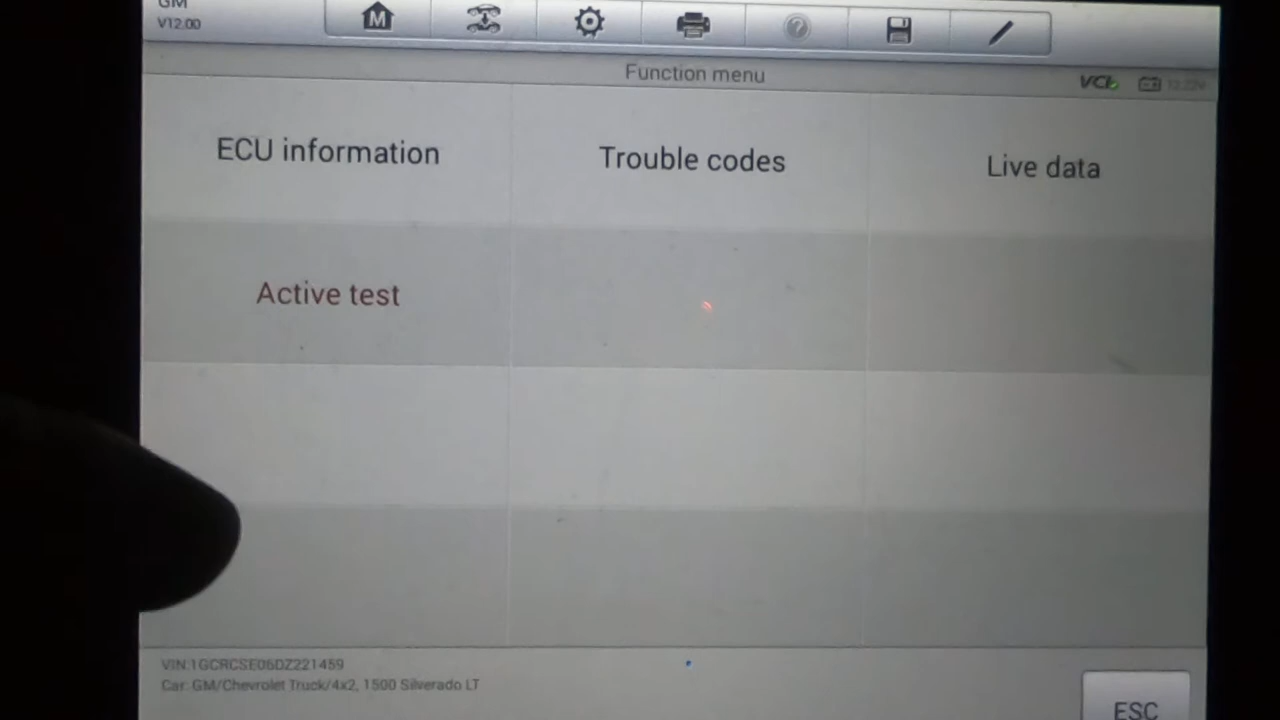 GM
V12.00
M
?
Function menu
VCI
ECU information
Trouble codes
Live data
Active test
VIN:1GCRCSE06DZ221459
Car: GM/Chevrolet Truck/4x2, 1500 Silverado LT
ESC